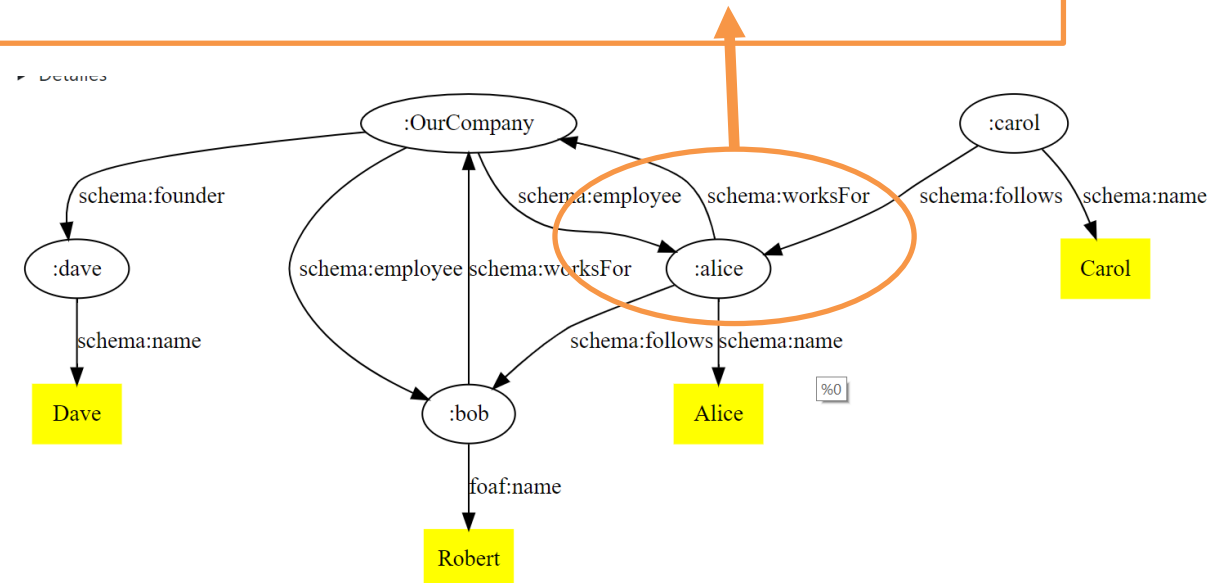 Detalles
:OurCompany :carol
schema:founder schema:employee schema:worksFor schema:follows schema:name
:dave schema:employee schema:worksFor :alice Carol
schema:name schema:follows schema:name
%0
Dave :bob Alice
foaf:name
Robert